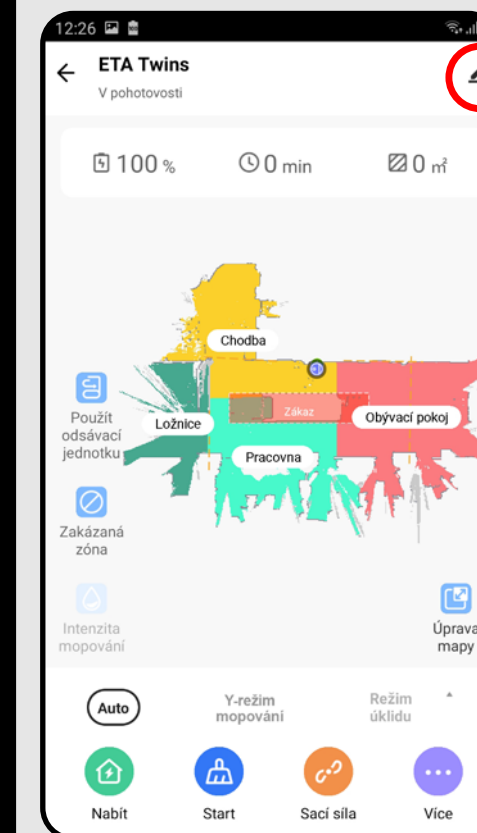 12:26
ETA Twins
V pohotovosti
100 %
0 min
0 ㎡
Chodba
Použít
odsávací
jednotku
Ložnice
Zákaz
Obývací pokoj
Pracovna
Zakázaná
zóna
Intenzita
mopování
Úprava
mapy
Auto
Y-režim
mopování
Režim
úklidu
Nabít
Start
Sací síla
Více